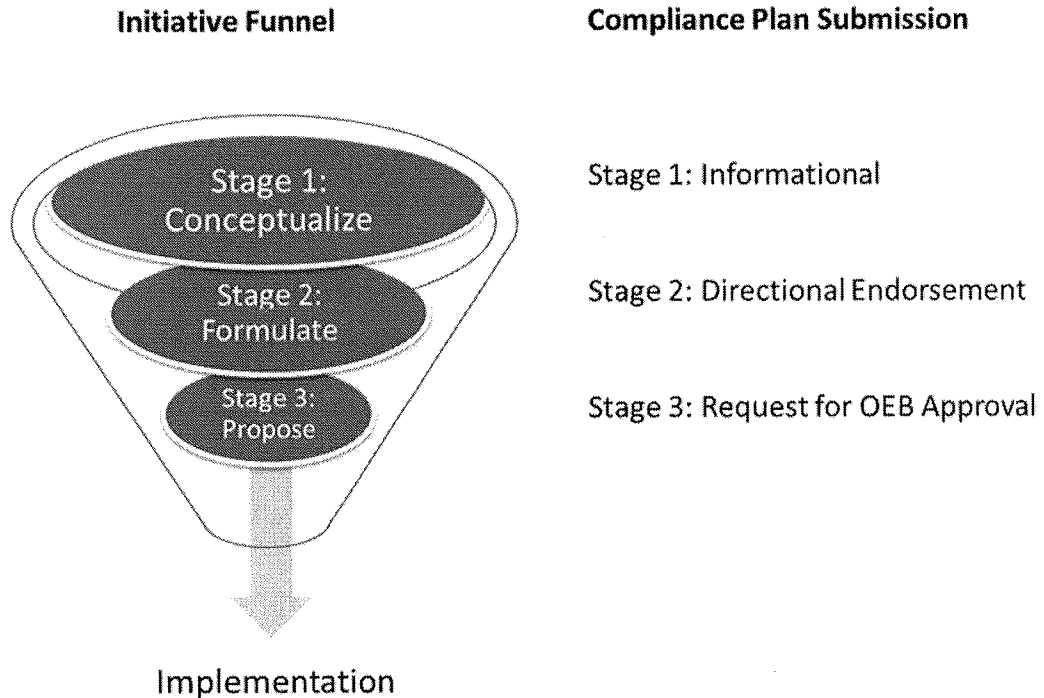 Initiative Funnel
Compliance Plan Submission
Stage 1:
Conceptualize
Stage 1: Informational
Stage 2:
Formulate
Stage 2: Directional Endorsement
Stage 3:
Propose
Stage 3: Request for OEB Approval
Implementation